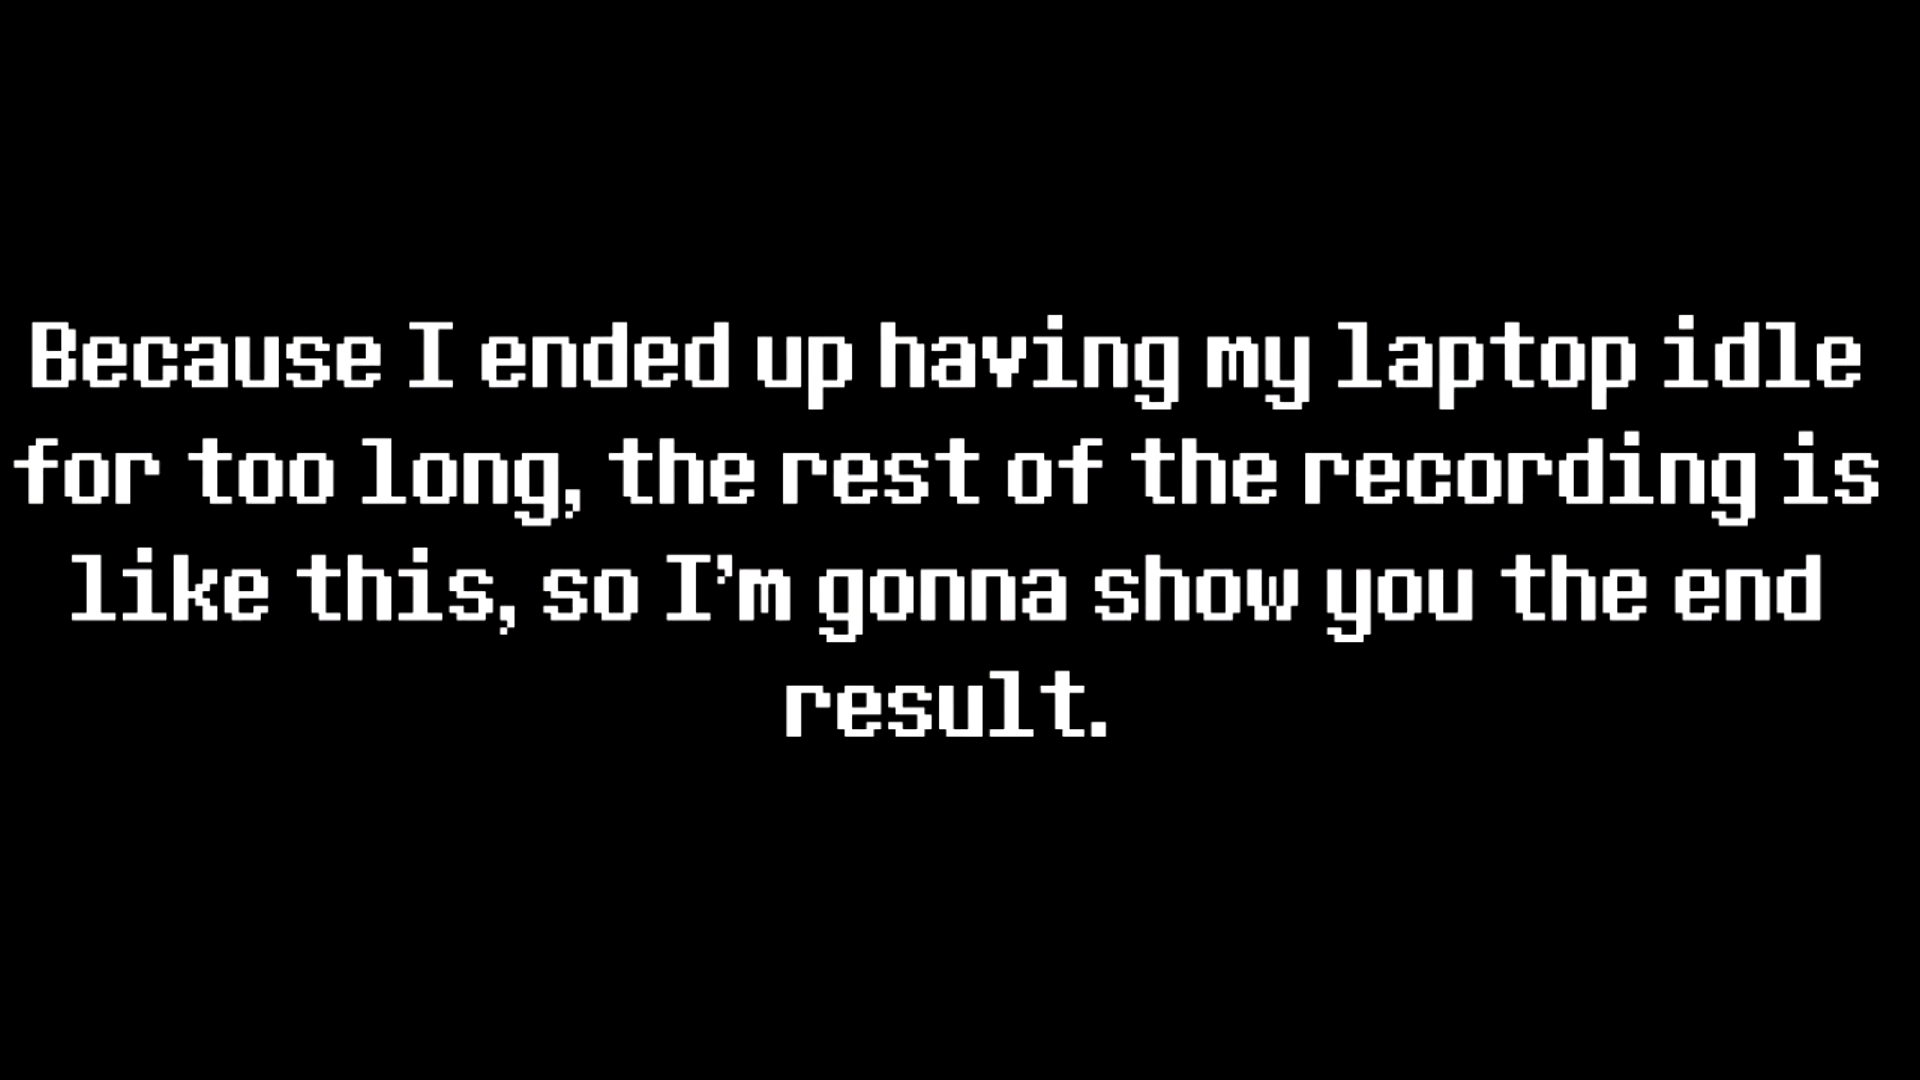 Because I ended up having my laptop idle
for too long, the rest of the recording is
like this, so I’m gonna show you the end
result.